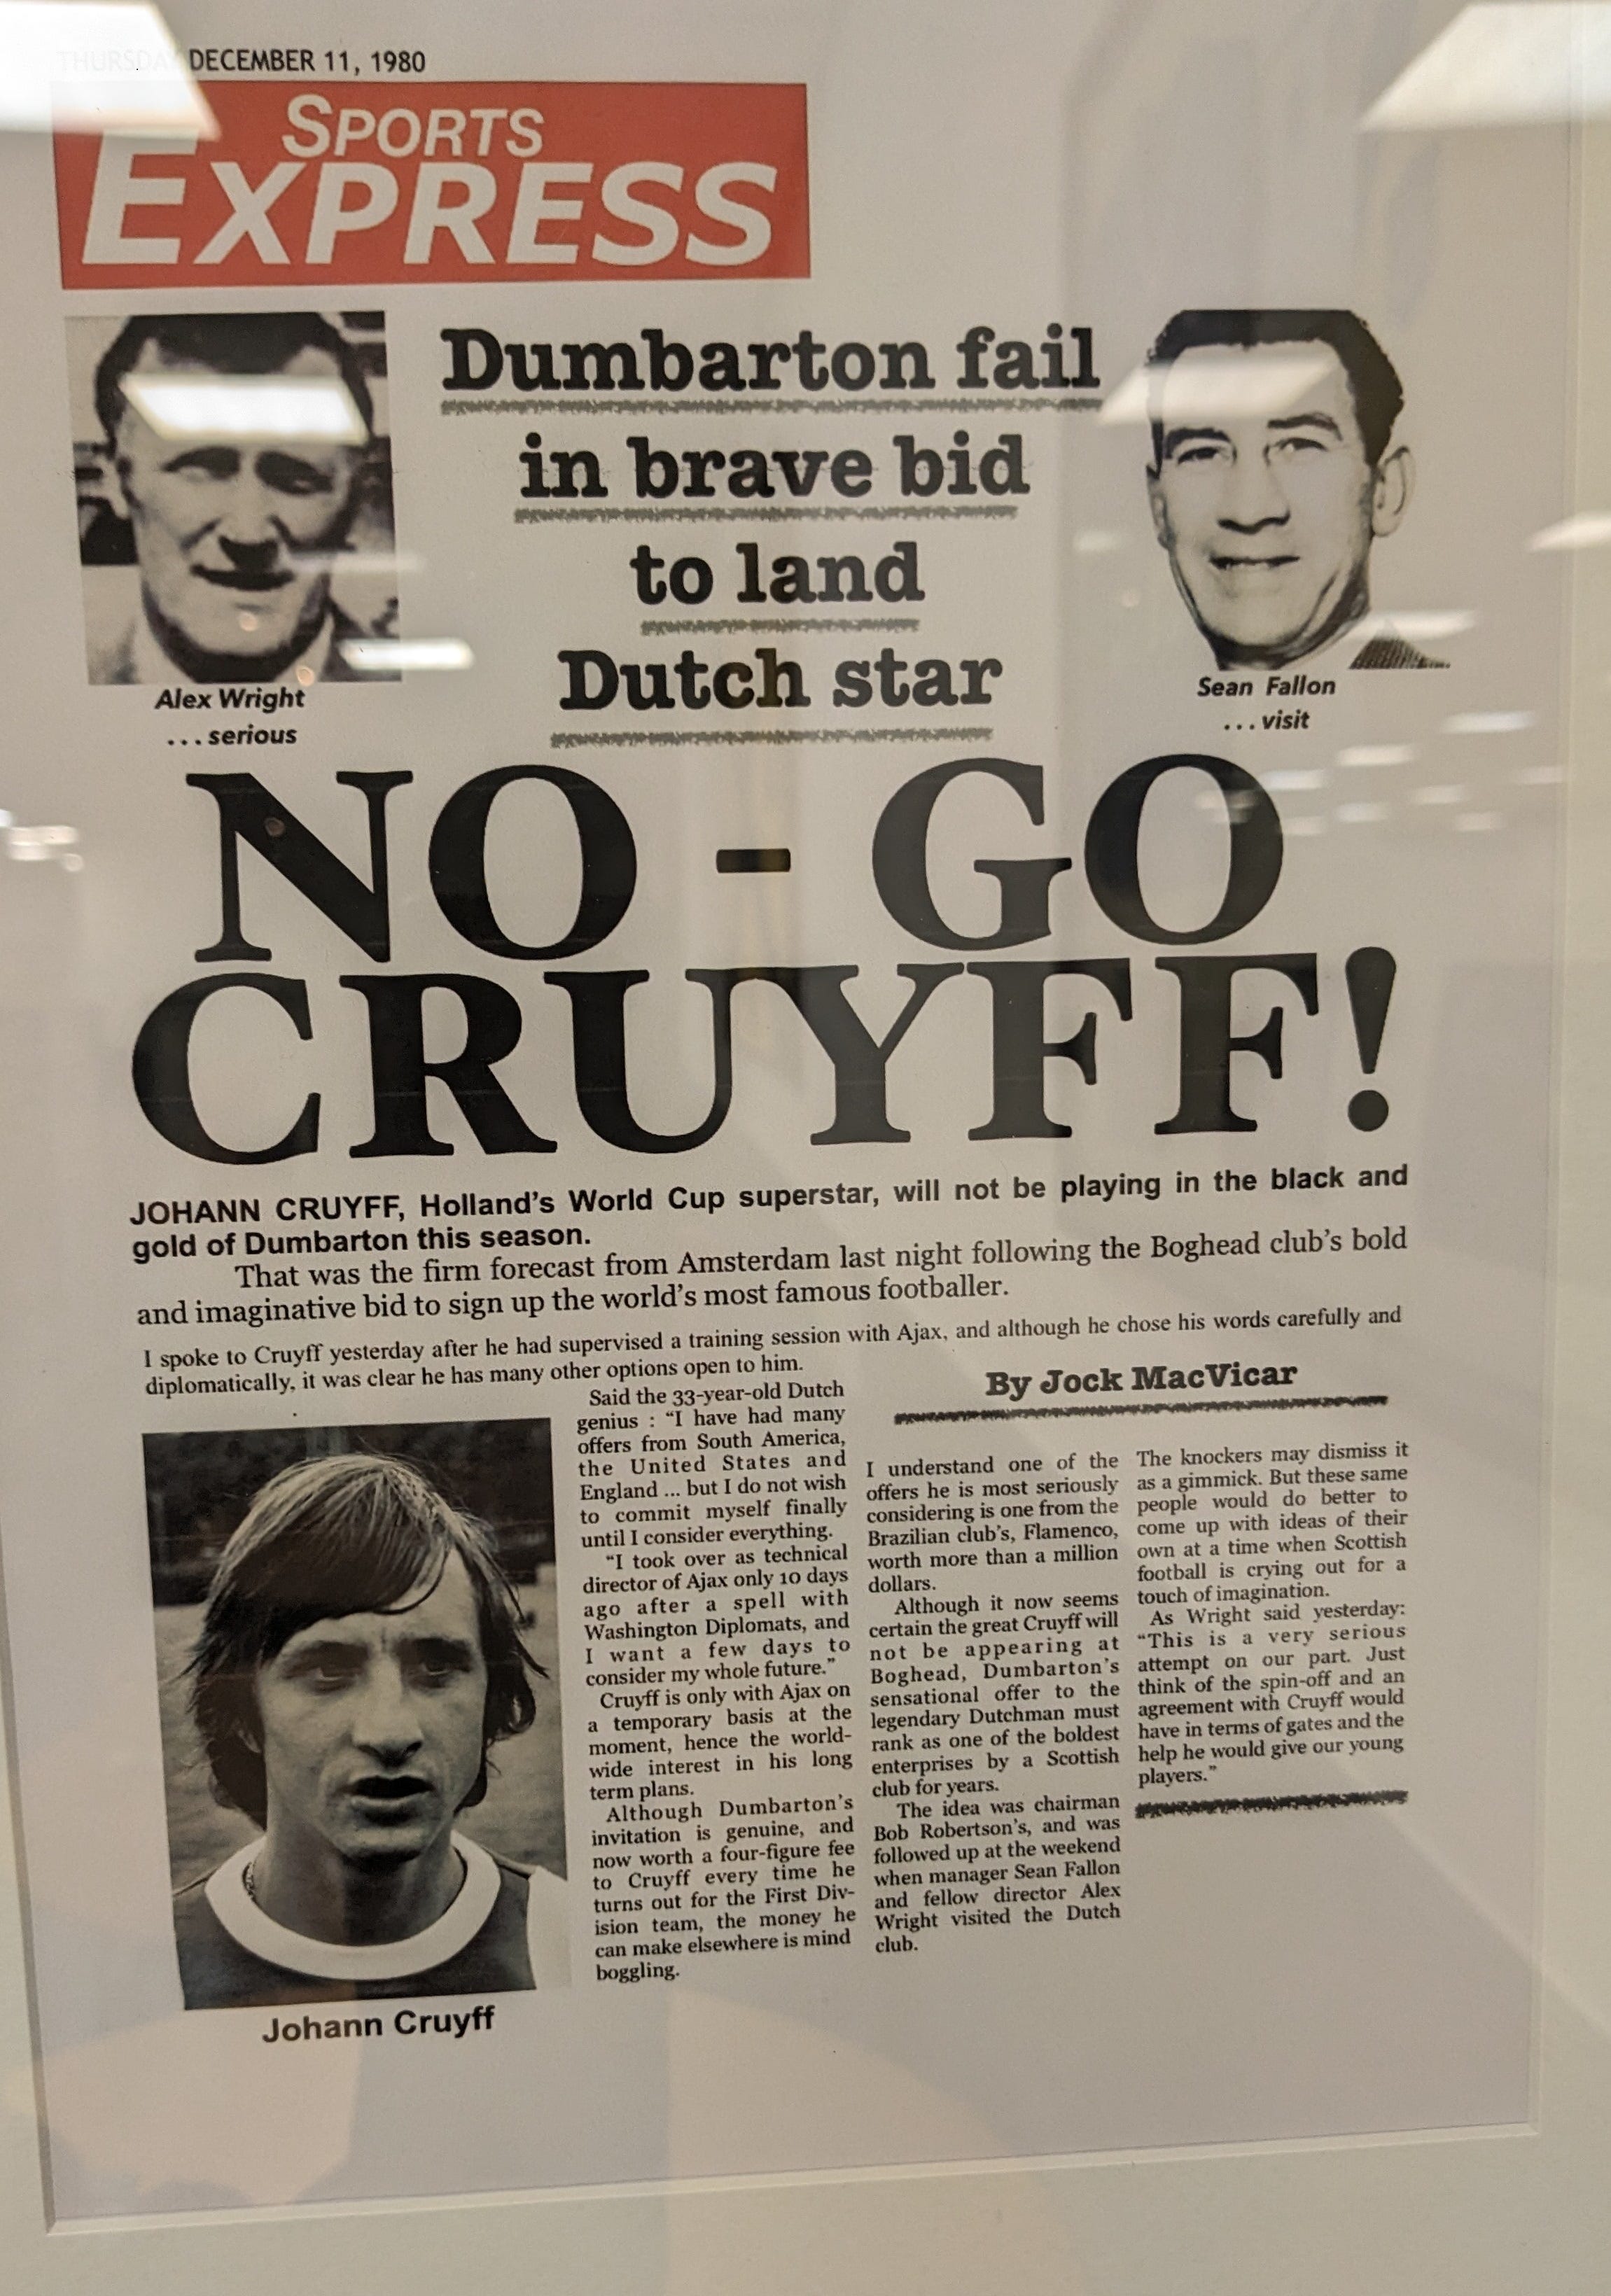 THURSDAY DECEMBER 11, 1980
SPORTS
EXPRESS
Dumbarton fail
in brave bid
to land
Dutch star
Alex Wright
...serious
Sean Fallon
...visit
NO - GO
CRUYFF!
JOHANN CRUYFF, Holland's World Cup superstar, will not be playing in the black and
gold of Dumbarton this season.
That was the firm forecast from Amsterdam last night following the Boghead club's bold
and imaginative bid to sign up the world's most famous footballer.
I spoke to Cruyff yesterday after he had supervised a training session with Ajax, and although he chose his words carefully and
diplomatically, it was clear he has many other options open to him.
By Jock MacVicar
Said the 33-year-old Dutch
genius : "I have had many
offers from South America,
the United States and
England ... but I do not wish
to commit myself finally
until I consider everything.
"I took over as technical
director of Ajax only 10 days
ago after a spell with
Washington Diplomats, and
I want a few days to
consider my whole future."
Cruyff is only with Ajax on
a temporary basis at the
moment, hence the world-
wide interest in his long
term plans.
Although Dumbarton's
invitation is genuine, and
now worth a four-figure fee
to Cruyff every time he
turns out for the First Div-
ision team, the money he
can make elsewhere is mind
boggling.
I understand one of the
offers he is most seriously
considering is one from the
Brazilian club's, Flamenco,
worth more than a million
dollars.
Although it now seems
certain the great Cruyff will
not be appearing at
Boghead, Dumbarton's
sensational offer to the
legendary Dutchman must
rank as one of the boldest
enterprises by a Scottish
club for years.
The idea was chairman
Bob Robertson's, and was
followed up at the weekend
when manager Sean Fallon
and fellow director Alex
Wright visited the Dutch
club.
The knockers may dismiss it
as a gimmick. But these same
people would do better to
come up with ideas of their
own at a time when Scottish
football is crying out for a
touch of imagination.
As Wright said yesterday:
"This is a very serious
attempt on our part. Just
think of the spin-off and an
agreement with Cruyff would
have in terms of gates and the
help he would give our young
players."
Johann Cruyff